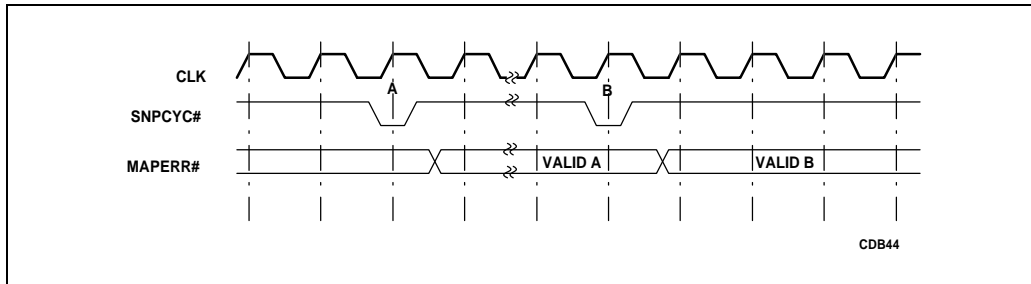 CLK
A
B
SNPCYC#
MAPERR#
VALID A
VALID B
CDB44